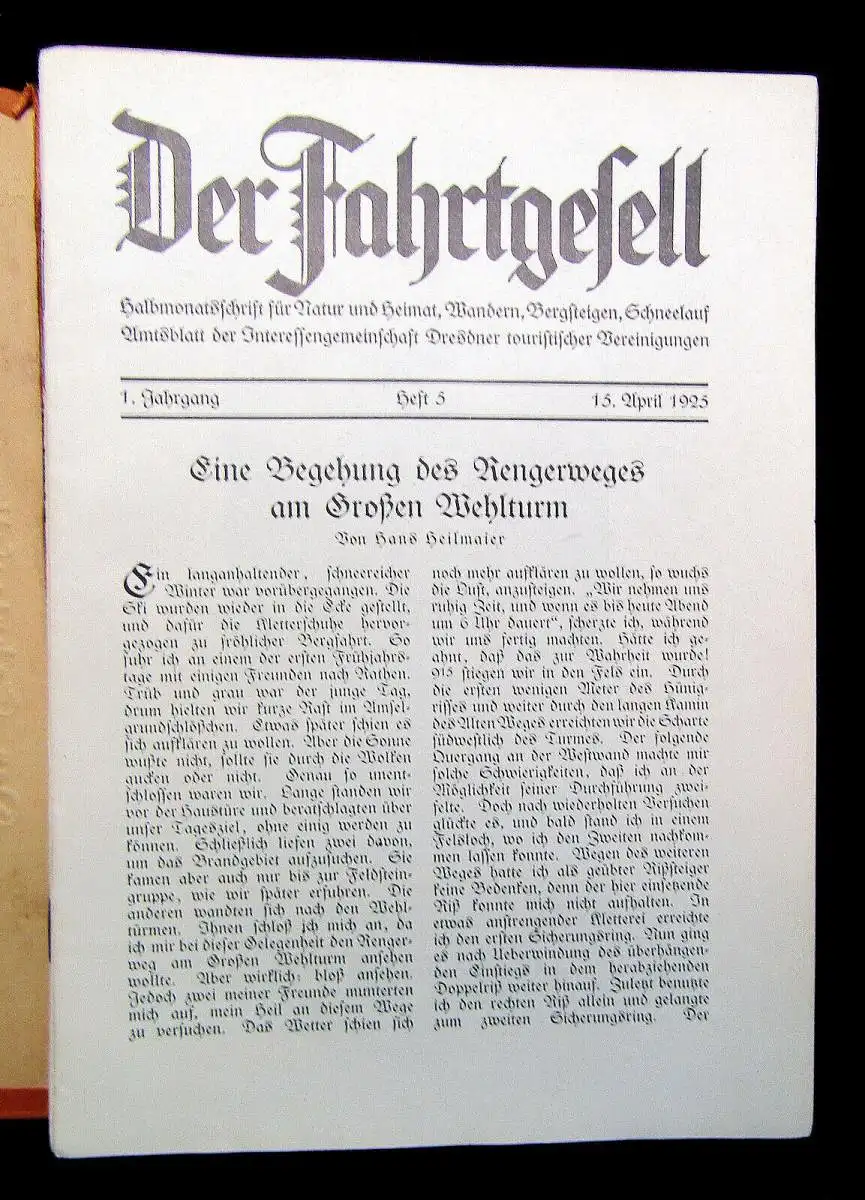 Der Fahrtgesell
Halbmonatsschrift für Natur und Heimat, Wandern, Bergsteigen, Schneelauf
Amtsblatt der Interessengemeinschaft Dresdner touristischer Vereinigungen
1. Jahrgang Heft 5 15. April 1925
Eine Begehung des Rengerweges
am Großen Wehlturm
Von Hans Heilmaier
Ein langanhaltender, schneereicher
Winter war vorübergegangen. Die
Ski wurden wieder in die Ecke gestellt,
und dafür die Kletterschuhe hervor-
gezogen zu fröhlicher Bergfahrt. So
fuhr ich an einem der ersten Frühjahrs-
tage mit einigen Freunden nach Rathen.
Trüb und grau war der junge Tag,
drum hielten wir kurze Rast im Amsel-
grundschlößchen. Etwas später schien es
sich aufklären zu wollen. Aber die Sonne
wußte nicht, sollte sie durch die Wolken
gucken oder nicht. Genau so unent-
schlossen waren wir. Lange standen wir
vor der Haustüre und beratschlagten über
unser Tagesziel, ohne einig werden zu
können. Schließlich liefen zwei davon,
um das Brandgebiet aufzusuchen. Sie
kamen aber auch nur bis zur Feldstein-
gruppe, wie wir später erfuhren. Die
anderen wandten sich nach den Wehl-
türmen. Ihnen schloß ich mich an, da
ich mir bei dieser Gelegenheit den Renger-
weg am Großen Wehlturm ansehen
wollte. Aber wirklich: bloß ansehen.
Jedoch zwei meiner Freunde munterten
mich auf, mein Heil an diesem Wege
zu versuchen. Das Wetter schien sich
noch mehr aufklären zu wollen, so wuchs
die Lust, anzusteigen. „Wir nehmen uns
ruhig Zeit, und wenn es bis heute Abend
um 6 Uhr dauert“, scherzte ich, während
wir uns fertig machten. Hätte ich ge-
ahnt, daß das zur Wahrheit wurde!
915 stiegen wir in den Fels ein. Durch
die ersten wenigen Meter des Hünig-
risses und weiter durch den langen Kamin
des Alten Weges erreichten wir die Scharte
südwestlich des Turmes. Der folgende
Quergang an der Westwand machte mir
solche Schwierigkeiten, daß ich an der
Möglichkeit seiner Durchführung zwei-
felte. Doch nach wiederholten Versuchen
glückte es, und bald stand ich in einem
Felsloch, wo ich den Zweiten nachkom-
men lassen konnte. Wegen des weiteren
Weges hatte ich als geübter Rißsteiger
keine Bedenken, denn der hier einsetzende
Riß konnte mich nicht aufhalten. In
etwas anstrengender Kletterei erreichte
ich den ersten Sicherungsring. Nun ging
es nach Ueberwindung des überhängen-
den Einstiegs in dem herabziehenden
Doppelriß weiter hinauf. Zuletzt benutzte
ich den rechten Riß allein und gelangte
zum zweiten Sicherungsring. Der